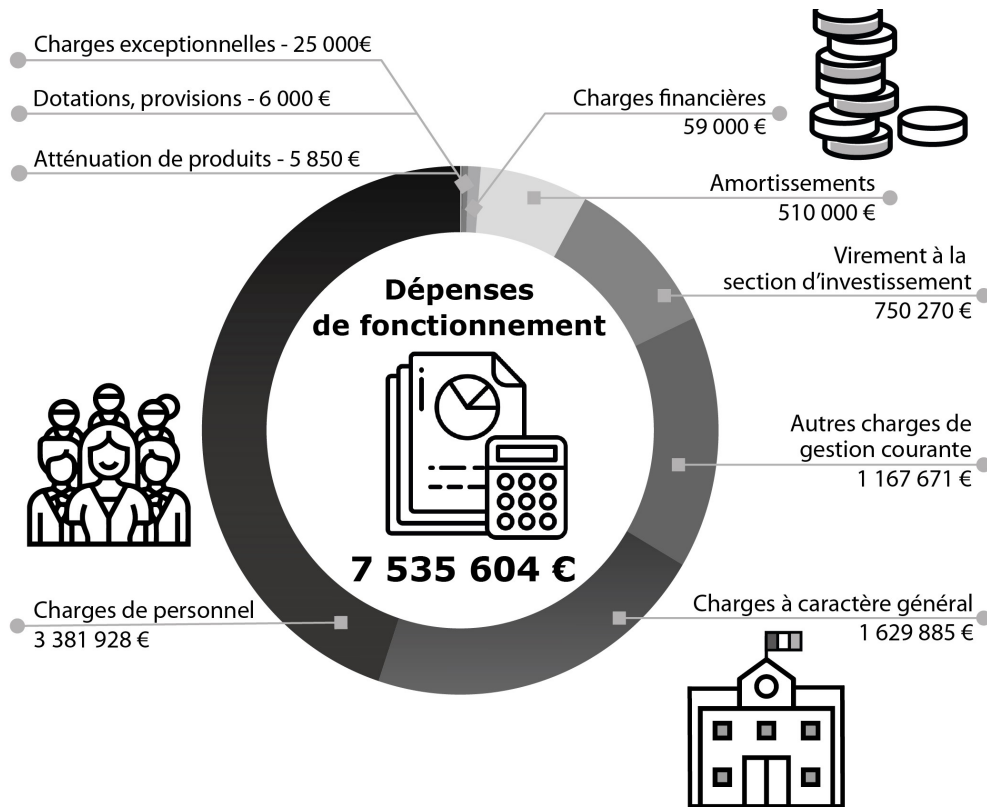 Charges exceptionnelles - 25 000€
Dotations, provisions - 6 000 €
Atténuation de produits - 5 850 €
Charges financières
59 000 €
Amortissements
510 000 €
Virement à la
section d’investissement
750 270 €
Autres charges de
gestion courante
1 167 671 €
Charges à caractère général
1 629 885 €
Charges de personnel
3 381 928 €
Dépenses
de fonctionnement
7 535 604 €